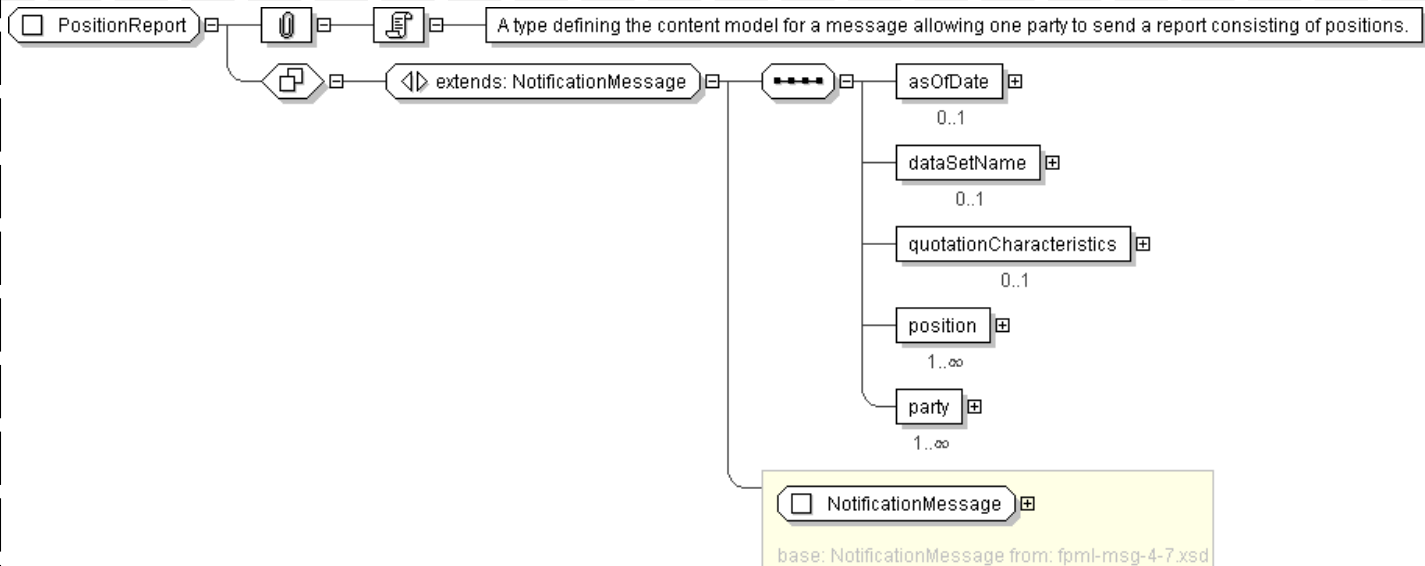 PositionReport
A type defining the content model for a message allowing one party to send a report consisting of positions.
extends: NotificationMessage
asOfDate
0..1
dataSetName
0..1
quotationCharacteristics
0..1
position
1..∞
party
1..∞
NotificationMessage
base: NotificationMessage from: fpml-msg-4-7.xsd